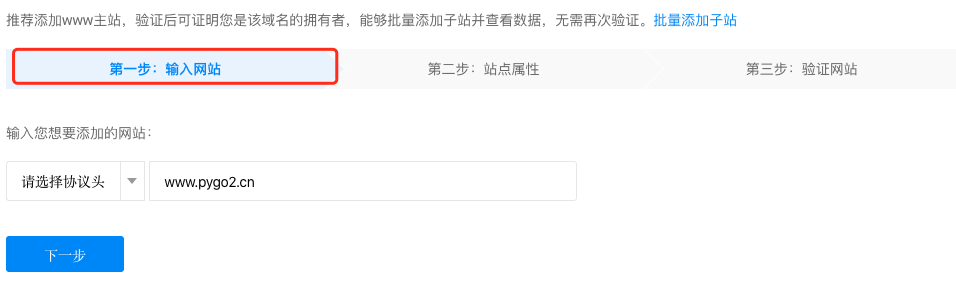 推荐添加www主站，验证后可证明您是该域名的拥有者，能够批量添加子站并查看数据，无需再次验证。批量添加子站
第一步：输入网站 第二步：站点属性 第三步：验证网站
输入您想要添加的网站：
请选择协议头 www.pygo2.cn
下一步